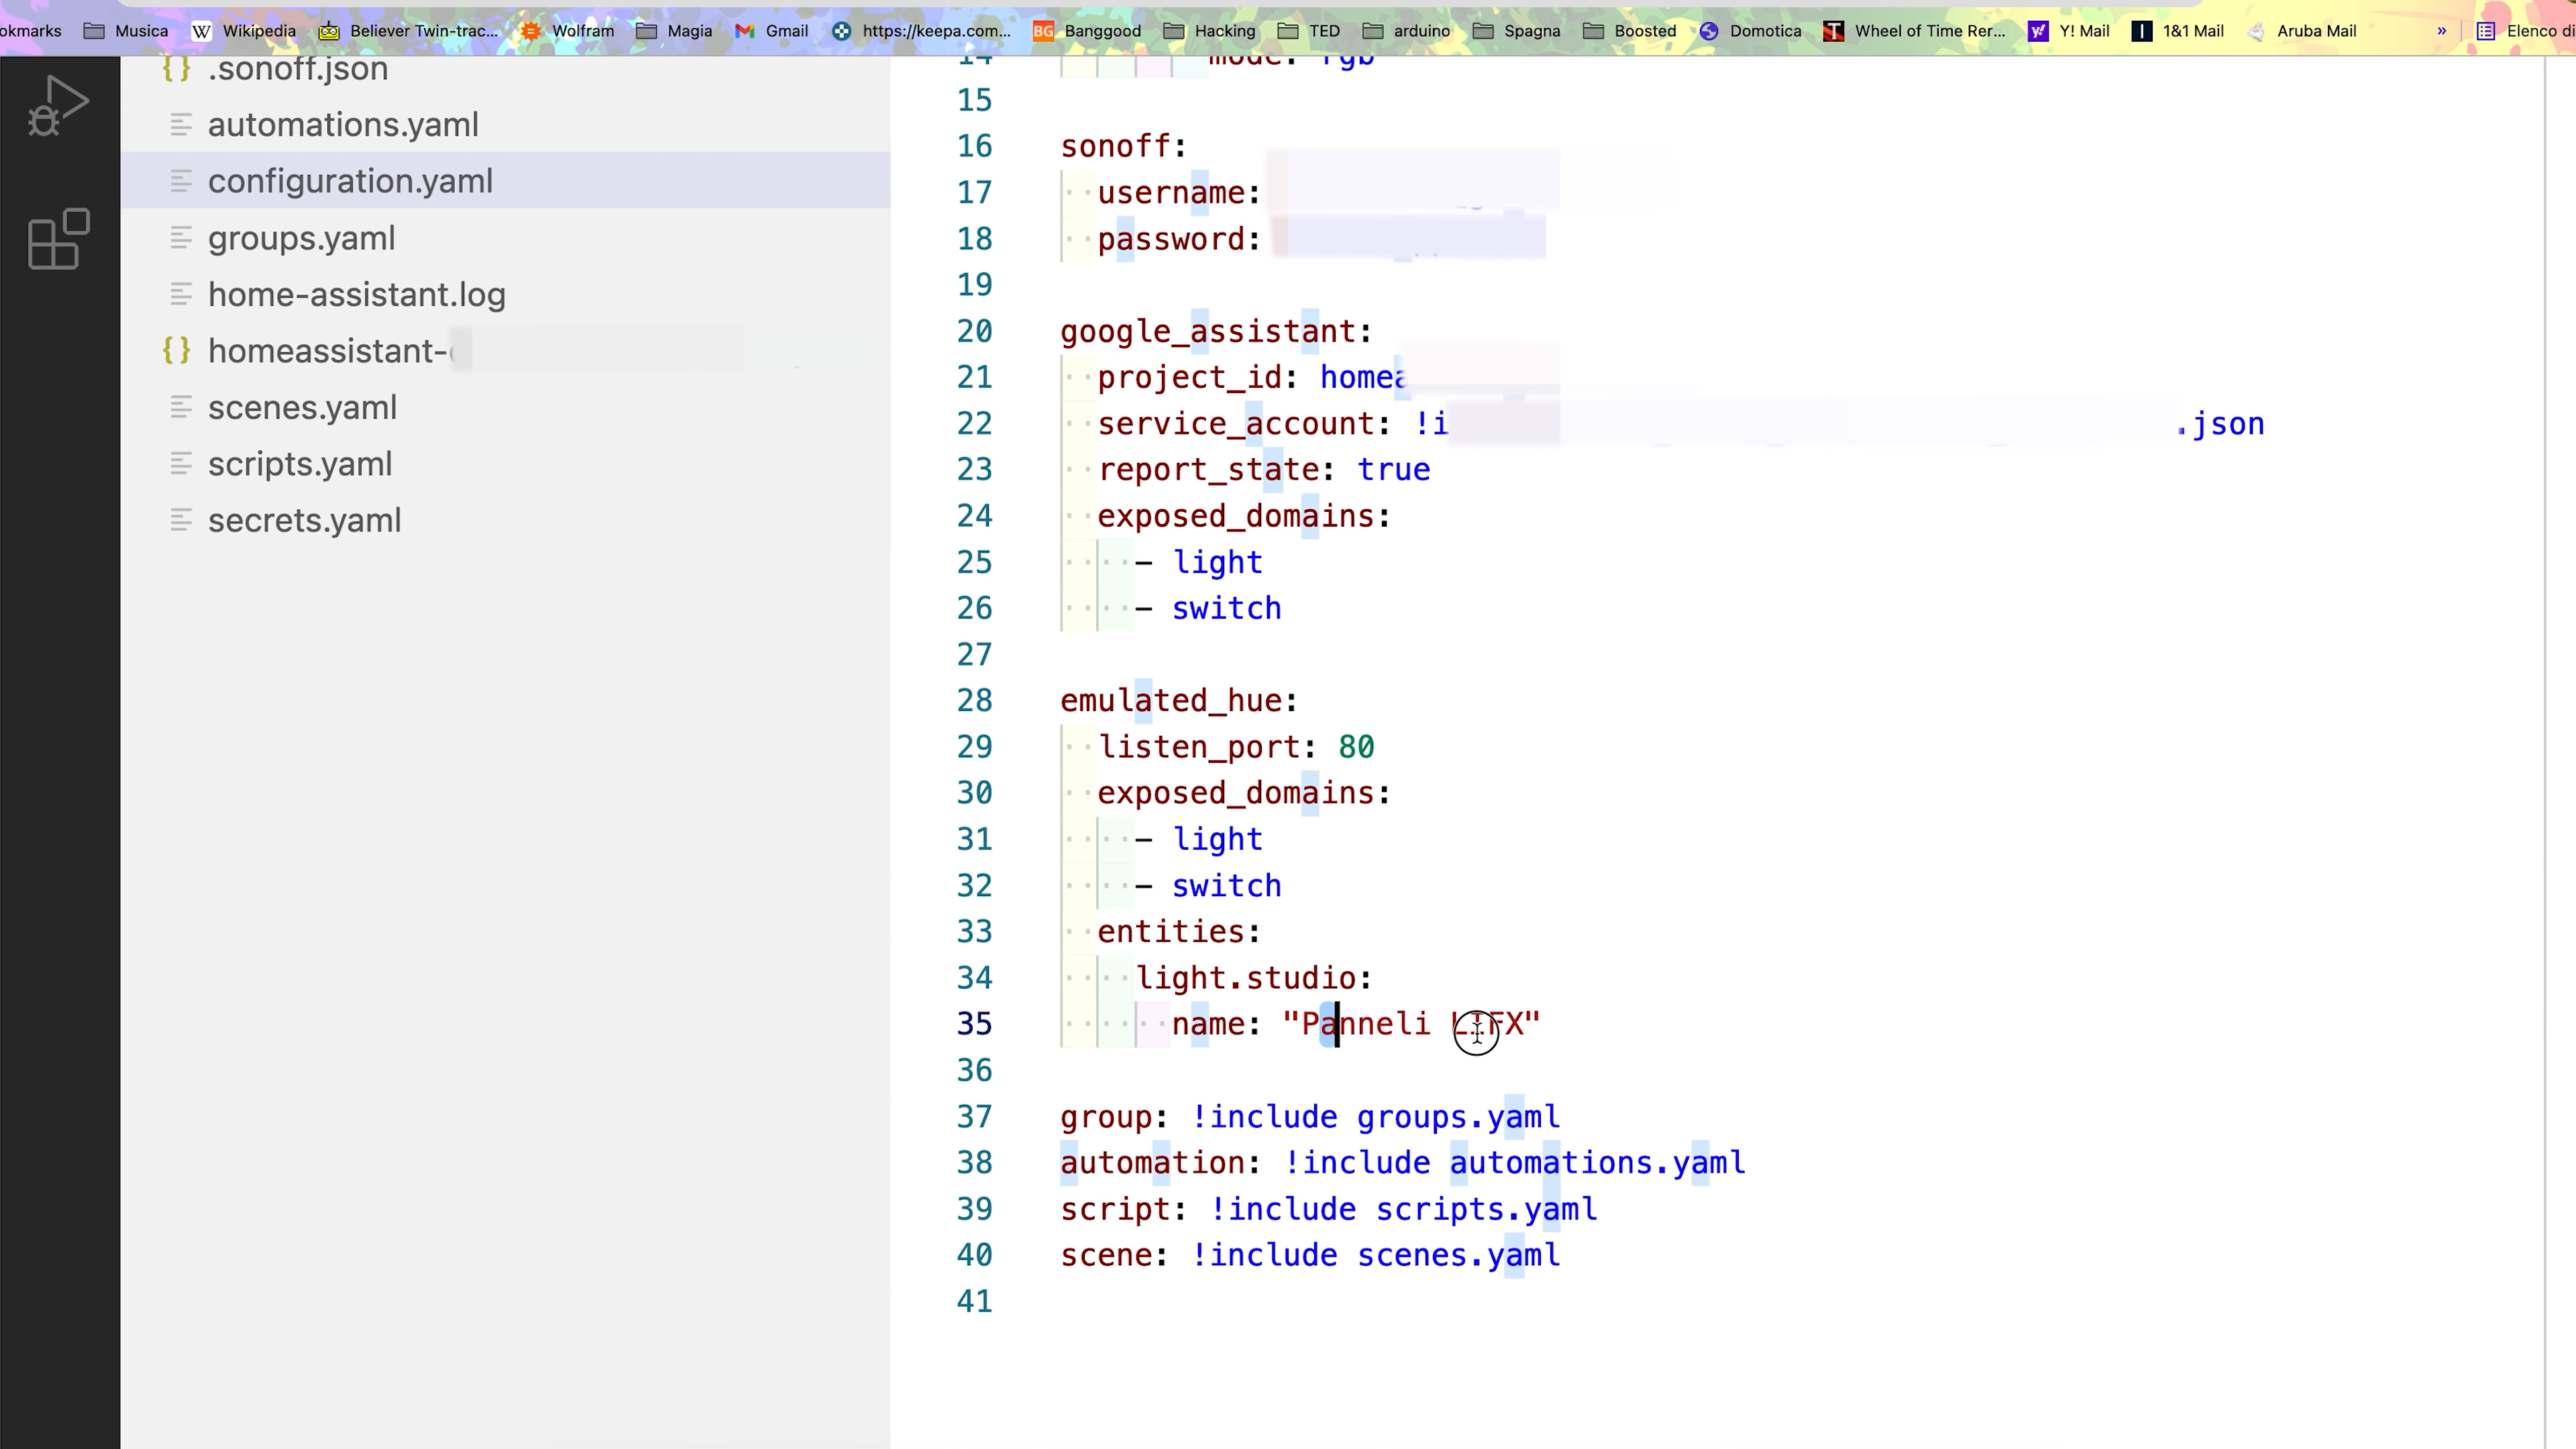 okmarks Musica Wikipedia Believer Twin-trac... Wolfram Magia Gmail https://keepa.com... Banggood Hacking TED arduino Spagna Boosted Domotica Wheel of Time Rer... Y! Mail 1&1 Mail Aruba Mail » Elenco di
.sonoff.json
automations.yaml
configuration.yaml
groups.yaml
home-assistant.log
homeassistant-
scenes.yaml
scripts.yaml
secrets.yaml
14 mode: rgb
15
16 sonoff:
17 username:
18 password:
19
20 google_assistant:
21 project_id: homea
22 service_account: !i .json
23 report_state: true
24 exposed_domains:
25 - light
26 - switch
27
28 emulated_hue:
29 listen_port: 80
30 exposed_domains:
31 - light
32 - switch
33 entities:
34 light.studio:
35 name: "Panneli LIFX"
36
37 group: !include groups.yaml
38 automation: !include automations.yaml
39 script: !include scripts.yaml
40 scene: !include scenes.yaml
41